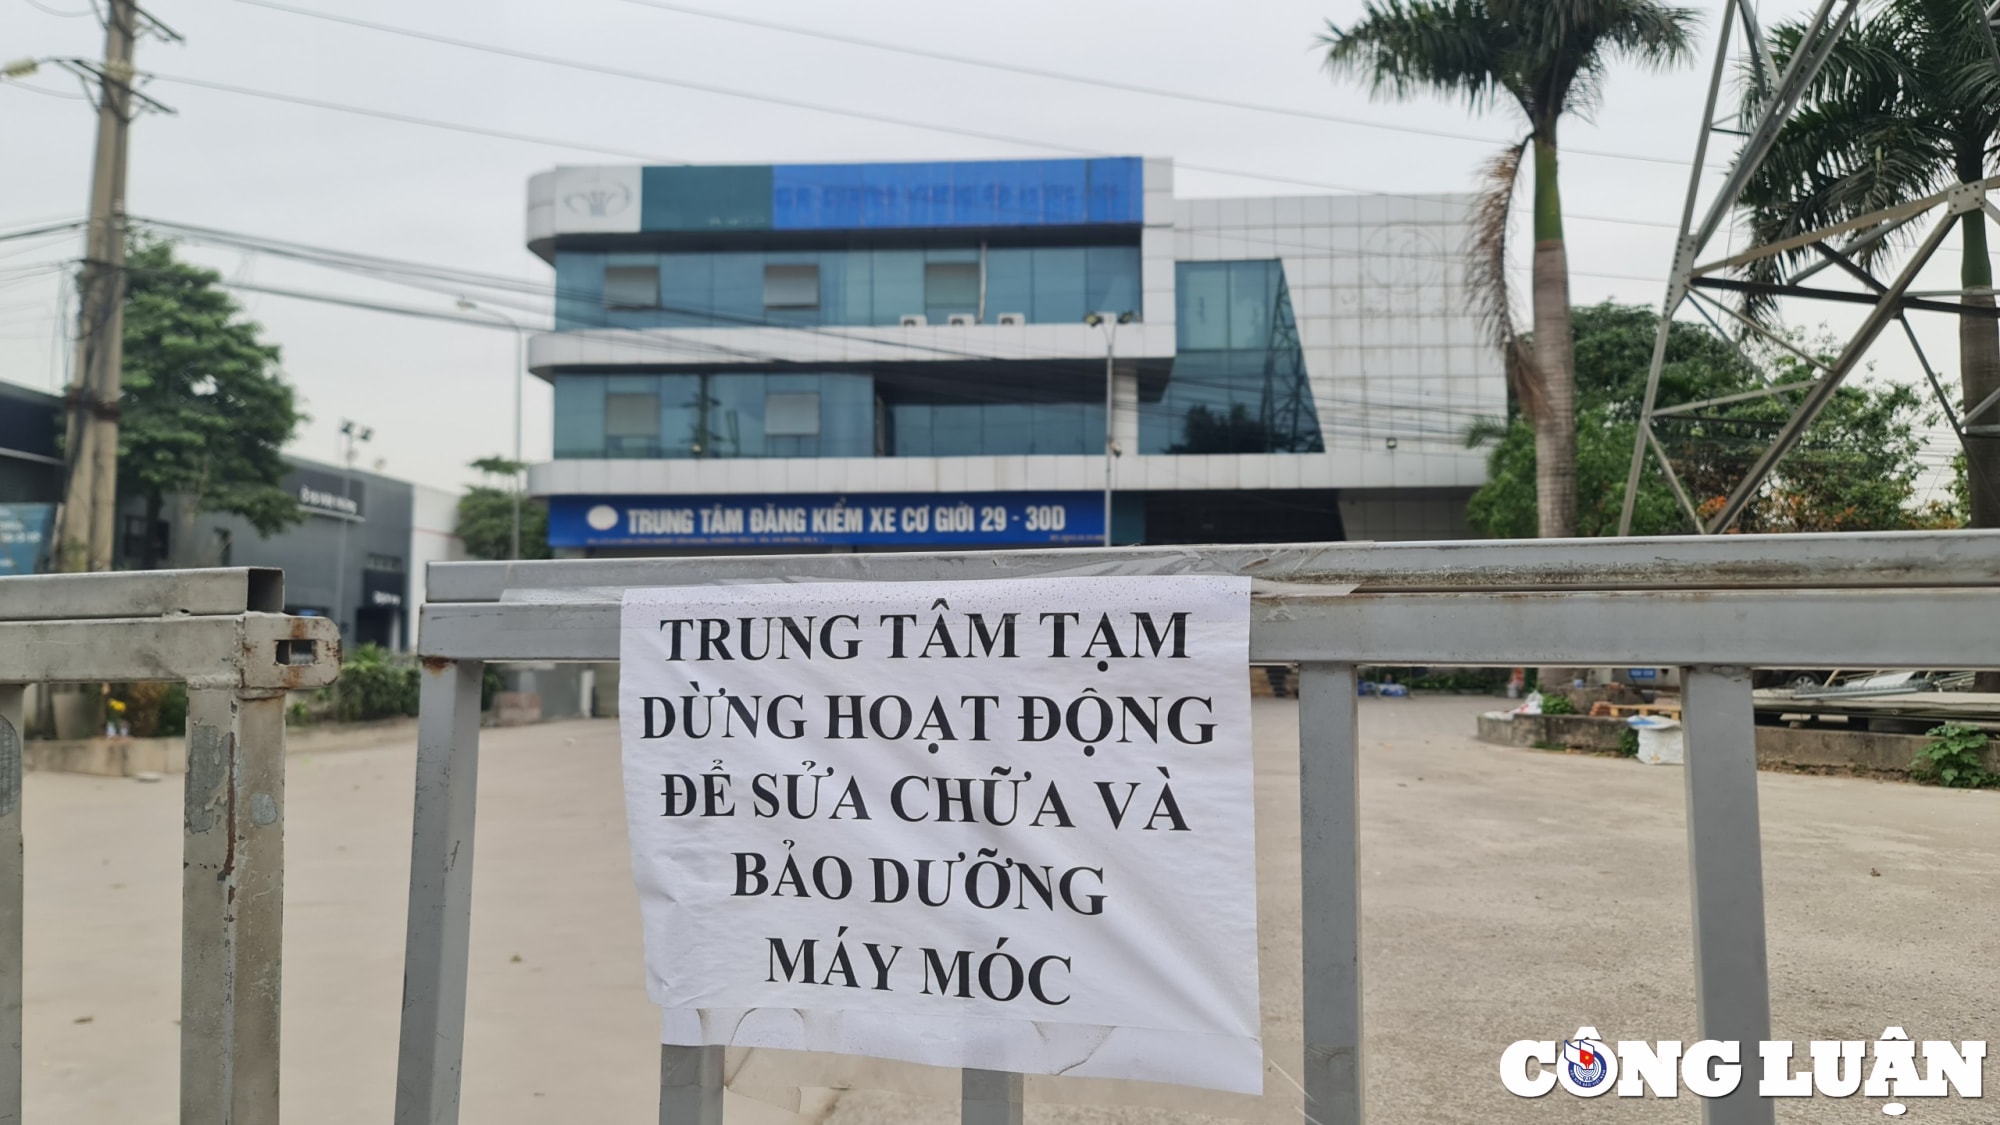 TRUNG TÂM ĐĂNG KIỂM XE CƠ GIỚI 29 - 30D
TRUNG TÂM TẠM
DỪNG HOẠT ĐỘNG
ĐỂ SỬA CHỮA VÀ
BẢO DƯỠNG
MÁY MÓC
CÔNG LUẬN